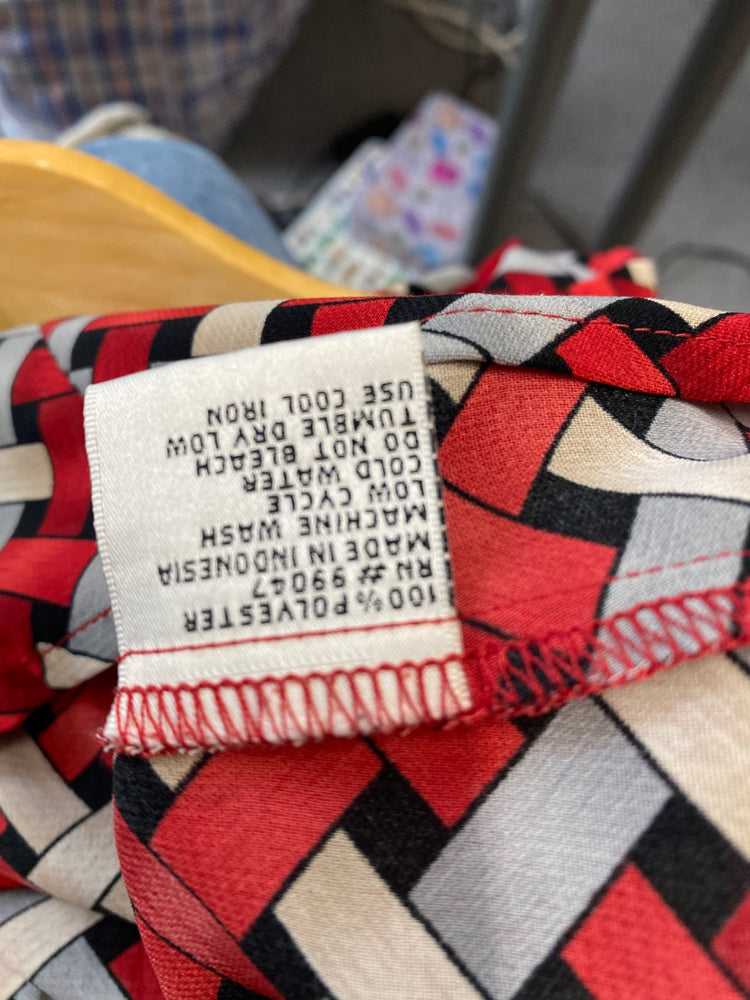 100% POLYESTER
RN# 99047
MADE IN INDONESIA
MACHINE WASH
LOW CYCLE
COLD WATER
DO NOT BLEACH
TUMBLE DRY LOW
USE COOL IRON